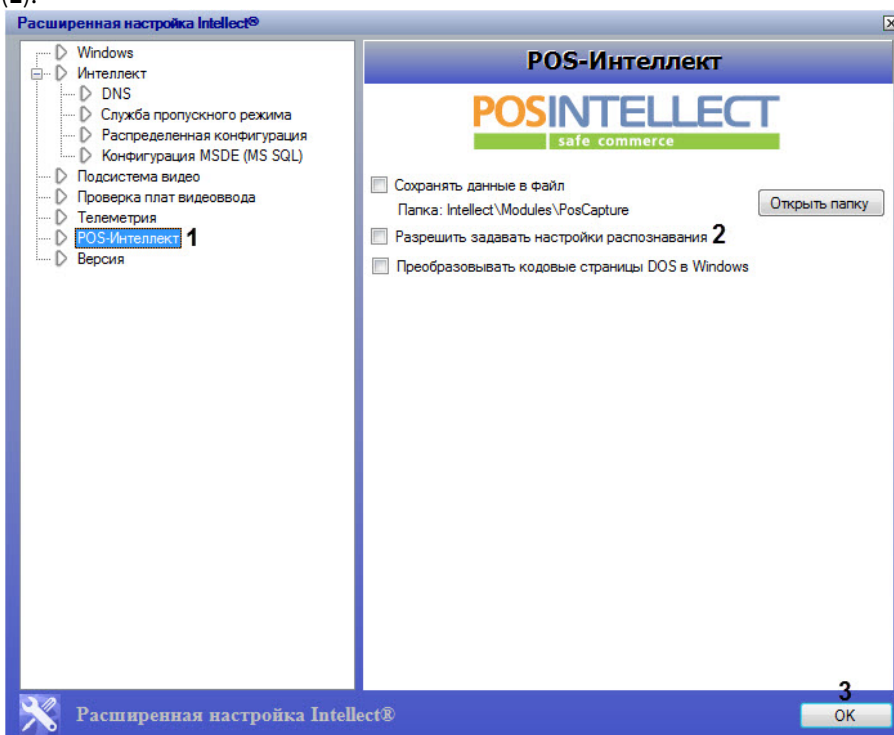 (2).
Расширенная настройка Intellect®
Windows
Интеллект
DNS
Служба пропускного режима
Распределенная конфигурация
Конфигурация MSDE (MS SQL)
Подсистема видео
Проверка плат видеоввода
Телеметрия
POS-Интеллект 1
Версия
POS-Интеллект
POSINTELLECT
safe commerce
Сохранять данные в файл
Папка: Intellect\Modules\PosCapture
Открыть папку
Разрешить задавать настройки распознавания 2
Преобразовывать кодовые страницы DOS в Windows
Расширенная настройка Intellect®
3
OK